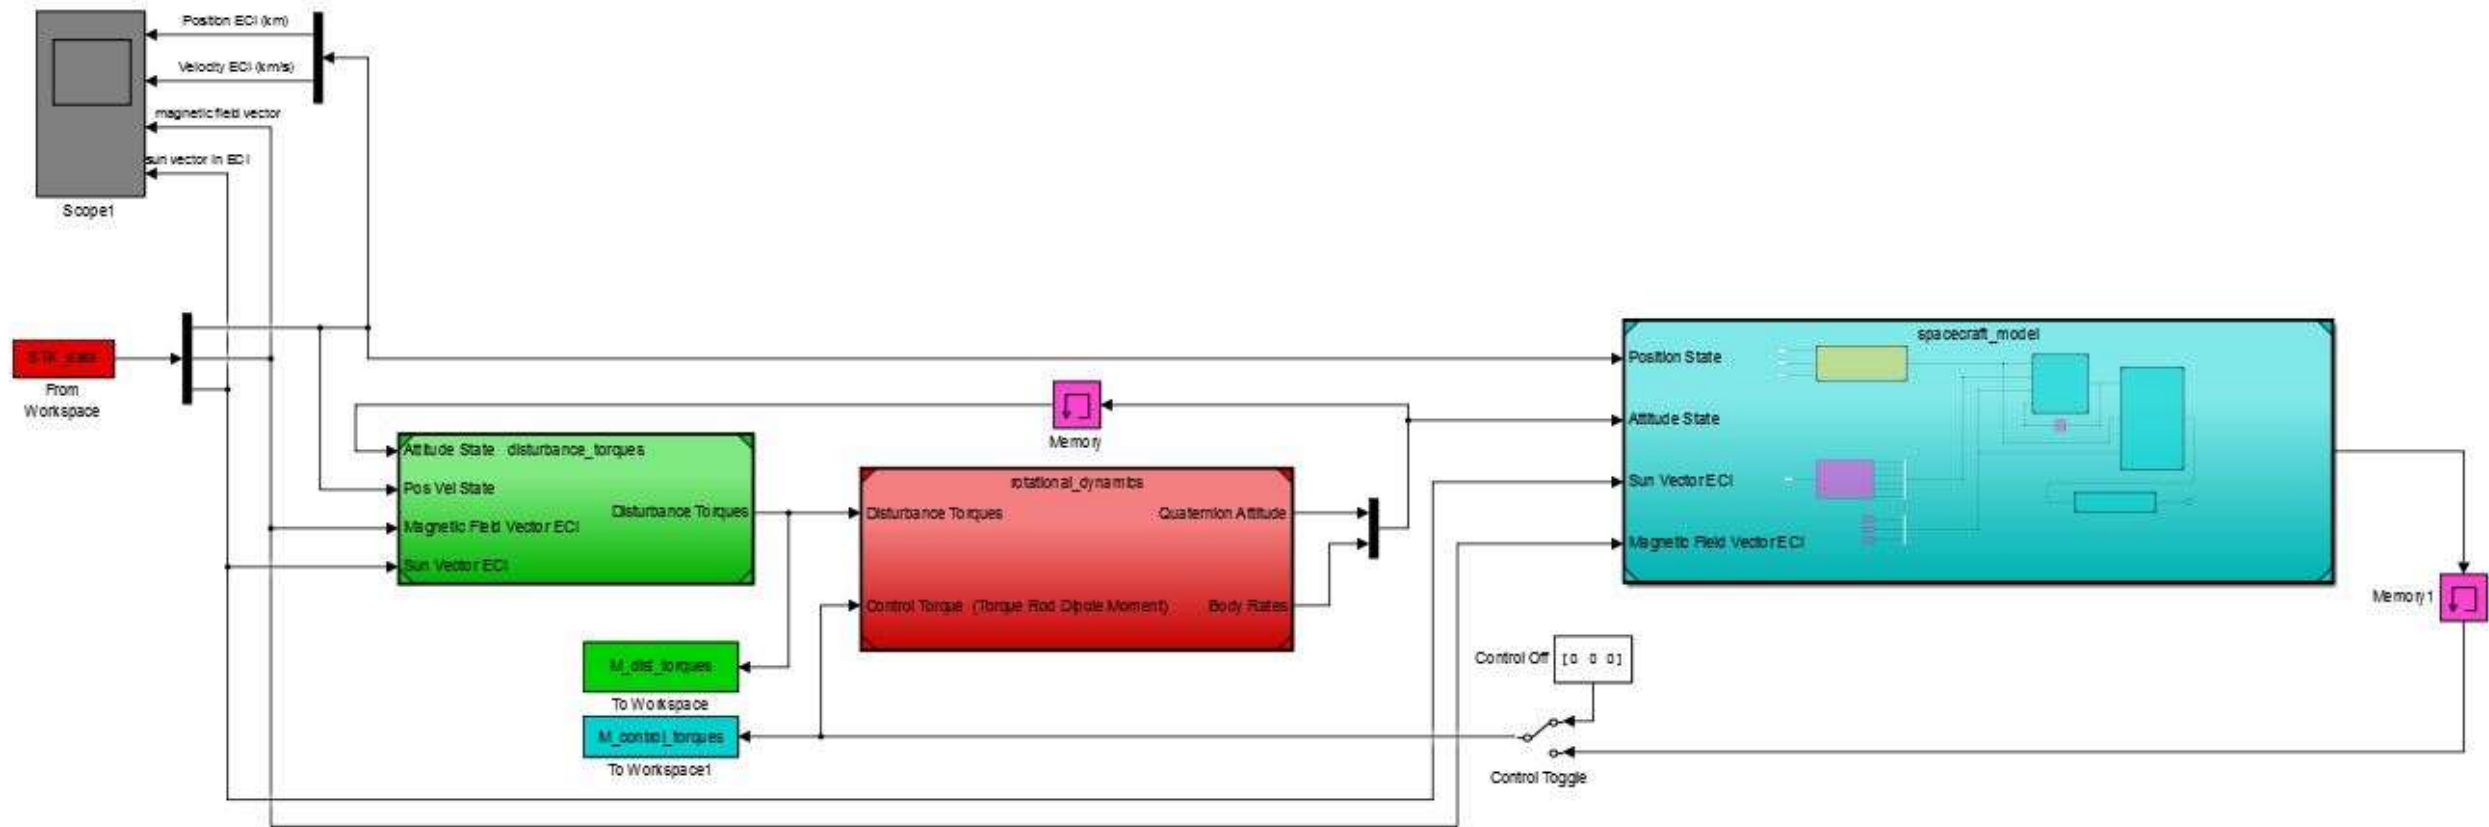 Position ECI (km)
Velocity ECI (km/s)
magnetic field vector
sun vector in ECI
Scope1
STK_data
From
Workspace
Memory
Attitude State disturbance_torques
Pos Vel State
Disturbance Torques
Magnetic Field Vector ECI
Sun Vector ECI
rotational_dynamics
Disturbance Torques
Quaternion Attitude
Control Torque (Torque Rod Dipole Moment)
Body Rates
spacecraft_model
Position State
Attitude State
Sun Vector ECI
Magnetic Field Vector ECI
Memory1
M_dist_torques
To Workspace
M_control_torques
To Workspace1
Control Off
[0 0 0]
Control Toggle